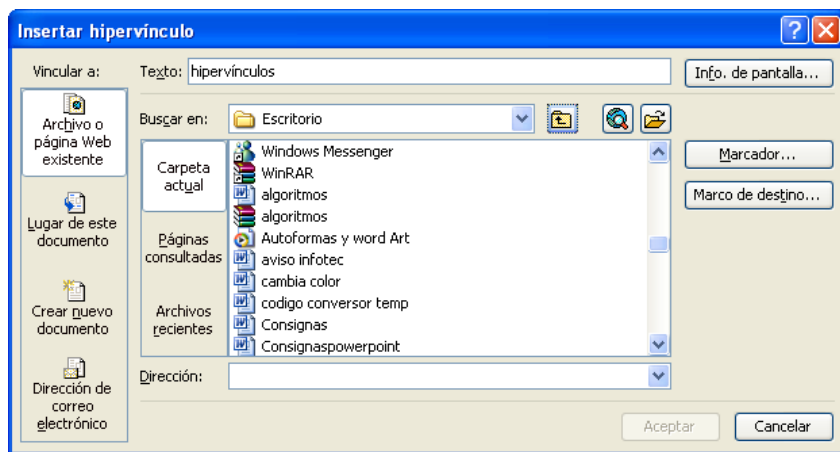 Insertar hipervínculo
Vincular a:
Texto: hipervínculos
Info. de pantalla...
Archivo o
página Web
existente
Lugar de este
documento
Crear nuevo
documento
Dirección de
correo
electrónico
Buscar en: Escritorio
Carpeta
actual
Páginas
consultadas
Archivos
recientes
Windows Messenger
WinRAR
algoritmos
algoritmos
Autoformas y word Art
aviso infotec
cambia color
codigo conversor temp
Consignas
Consignaspowerpoint
Marcador...
Marco de destino...
Dirección:
Aceptar
Cancelar